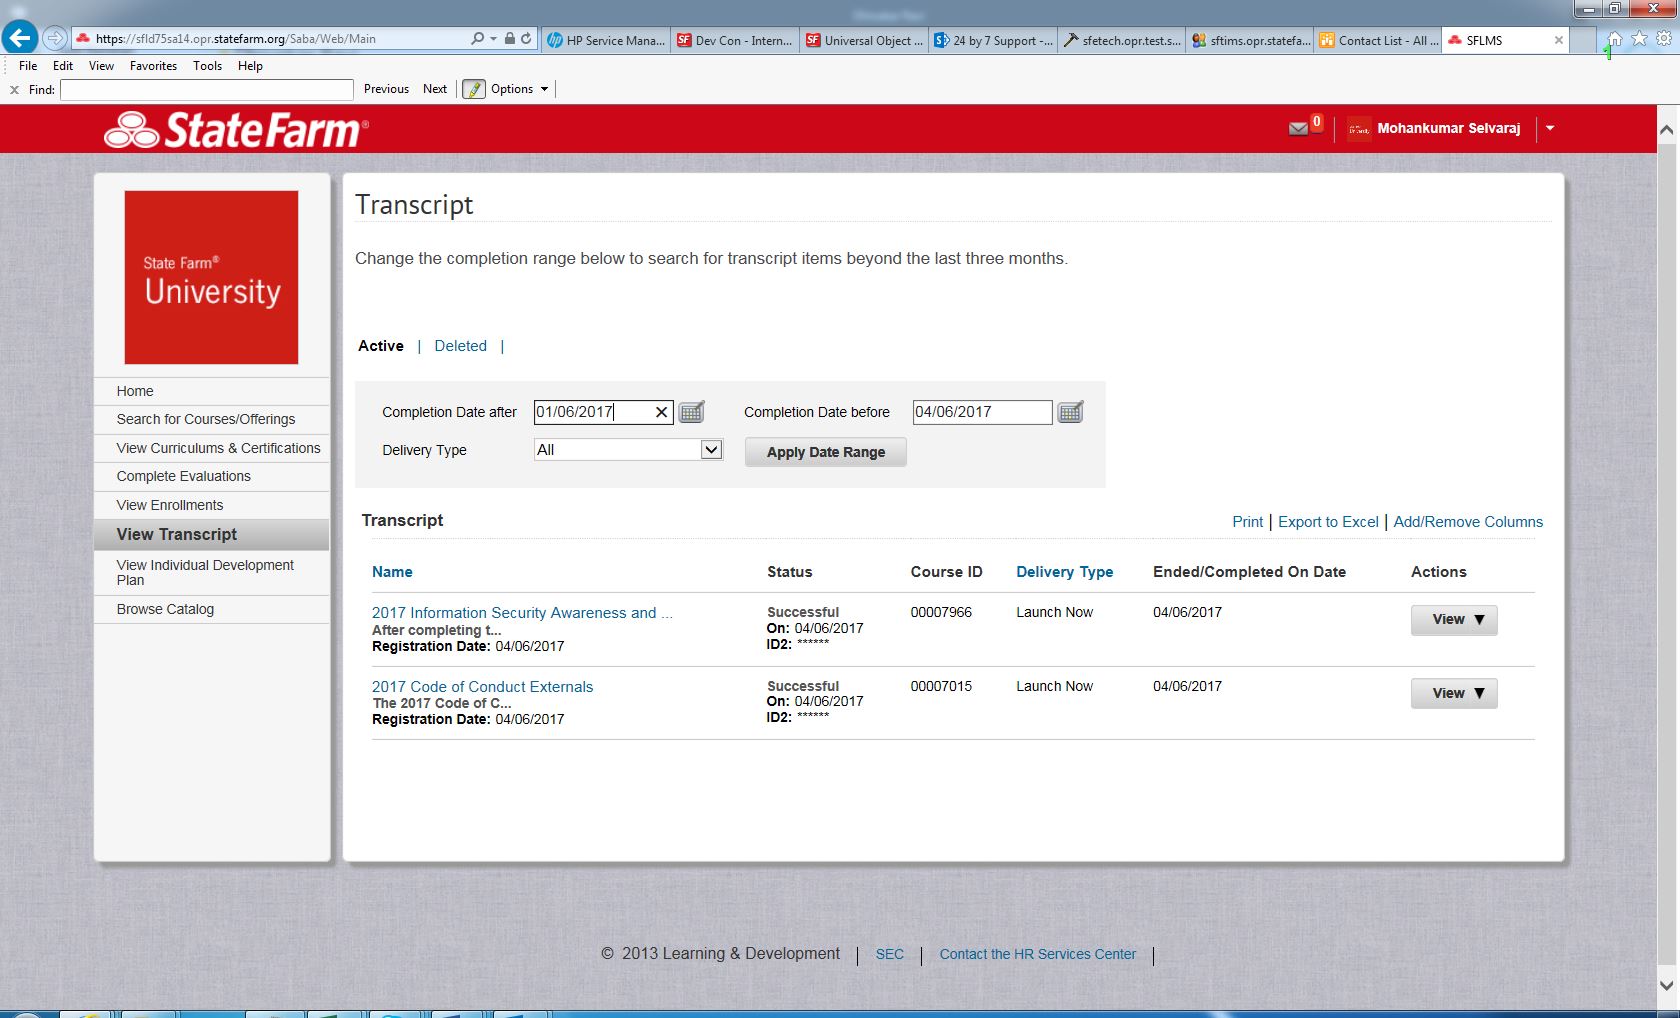 https://sfld75sa14.opr.statefarm.org/Saba/Web/Main
HP Service Mana...
SF Dev Con - Intern...
SF Universal Object ...
24 by 7 Support -...
sfetech.opr.test.s...
sftims.opr.statefa...
Contact List - All ...
SFLMS
File Edit View Favorites Tools Help
x Find: Previous Next Options
StateFarm®
0
Mohankumar Selvaraj
State Farm®
University
Home
Search for Courses/Offerings
View Curriculums & Certifications
Complete Evaluations
View Enrollments
View Transcript
View Individual Development
Plan
Browse Catalog
Transcript
Change the completion range below to search for transcript items beyond the last three months.
Active | Deleted |
Completion Date after 01/06/2017 Completion Date before 04/06/2017
Delivery Type All Apply Date Range
Transcript
Print | Export to Excel | Add/Remove Columns
Name Status Course ID Delivery Type Ended/Completed On Date Actions
2017 Information Security Awareness and ... Successful 00007966 Launch Now 04/06/2017 View ▼
After completing t... On: 04/06/2017
Registration Date: 04/06/2017 ID2: ******
2017 Code of Conduct Externals Successful 00007015 Launch Now 04/06/2017 View ▼
The 2017 Code of C... On: 04/06/2017
Registration Date: 04/06/2017 ID2: ******
© 2013 Learning & Development | SEC | Contact the HR Services Center |